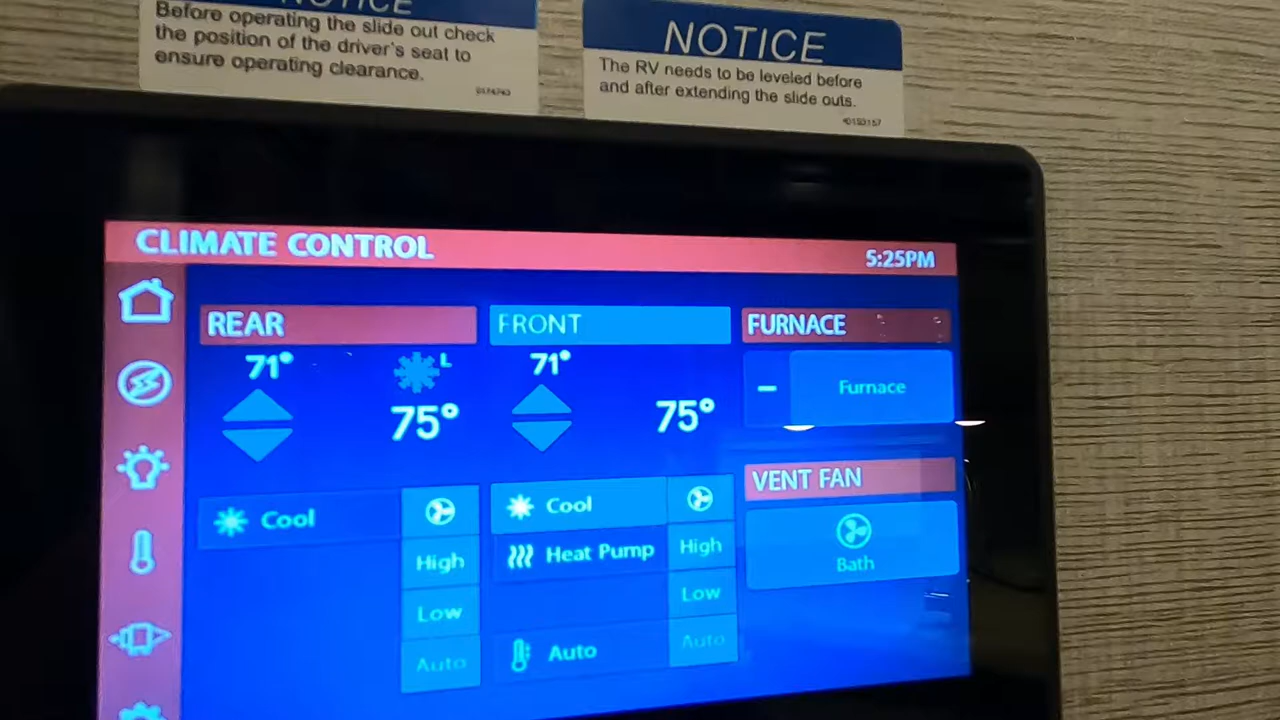 NOTICE
Before operating the slide out check
the position of the driver's seat to
ensure operating clearance.
NOTICE
The RV needs to be leveled before
and after extending the slide outs.
CLIMATE CONTROL
5:25PM
REAR
71°
L
75°
Cool
High
Low
Auto
FRONT
71°
75°
Cool
Heat Pump
Auto
High
Low
Auto
FURNACE
–
Furnace
VENT FAN
Bath